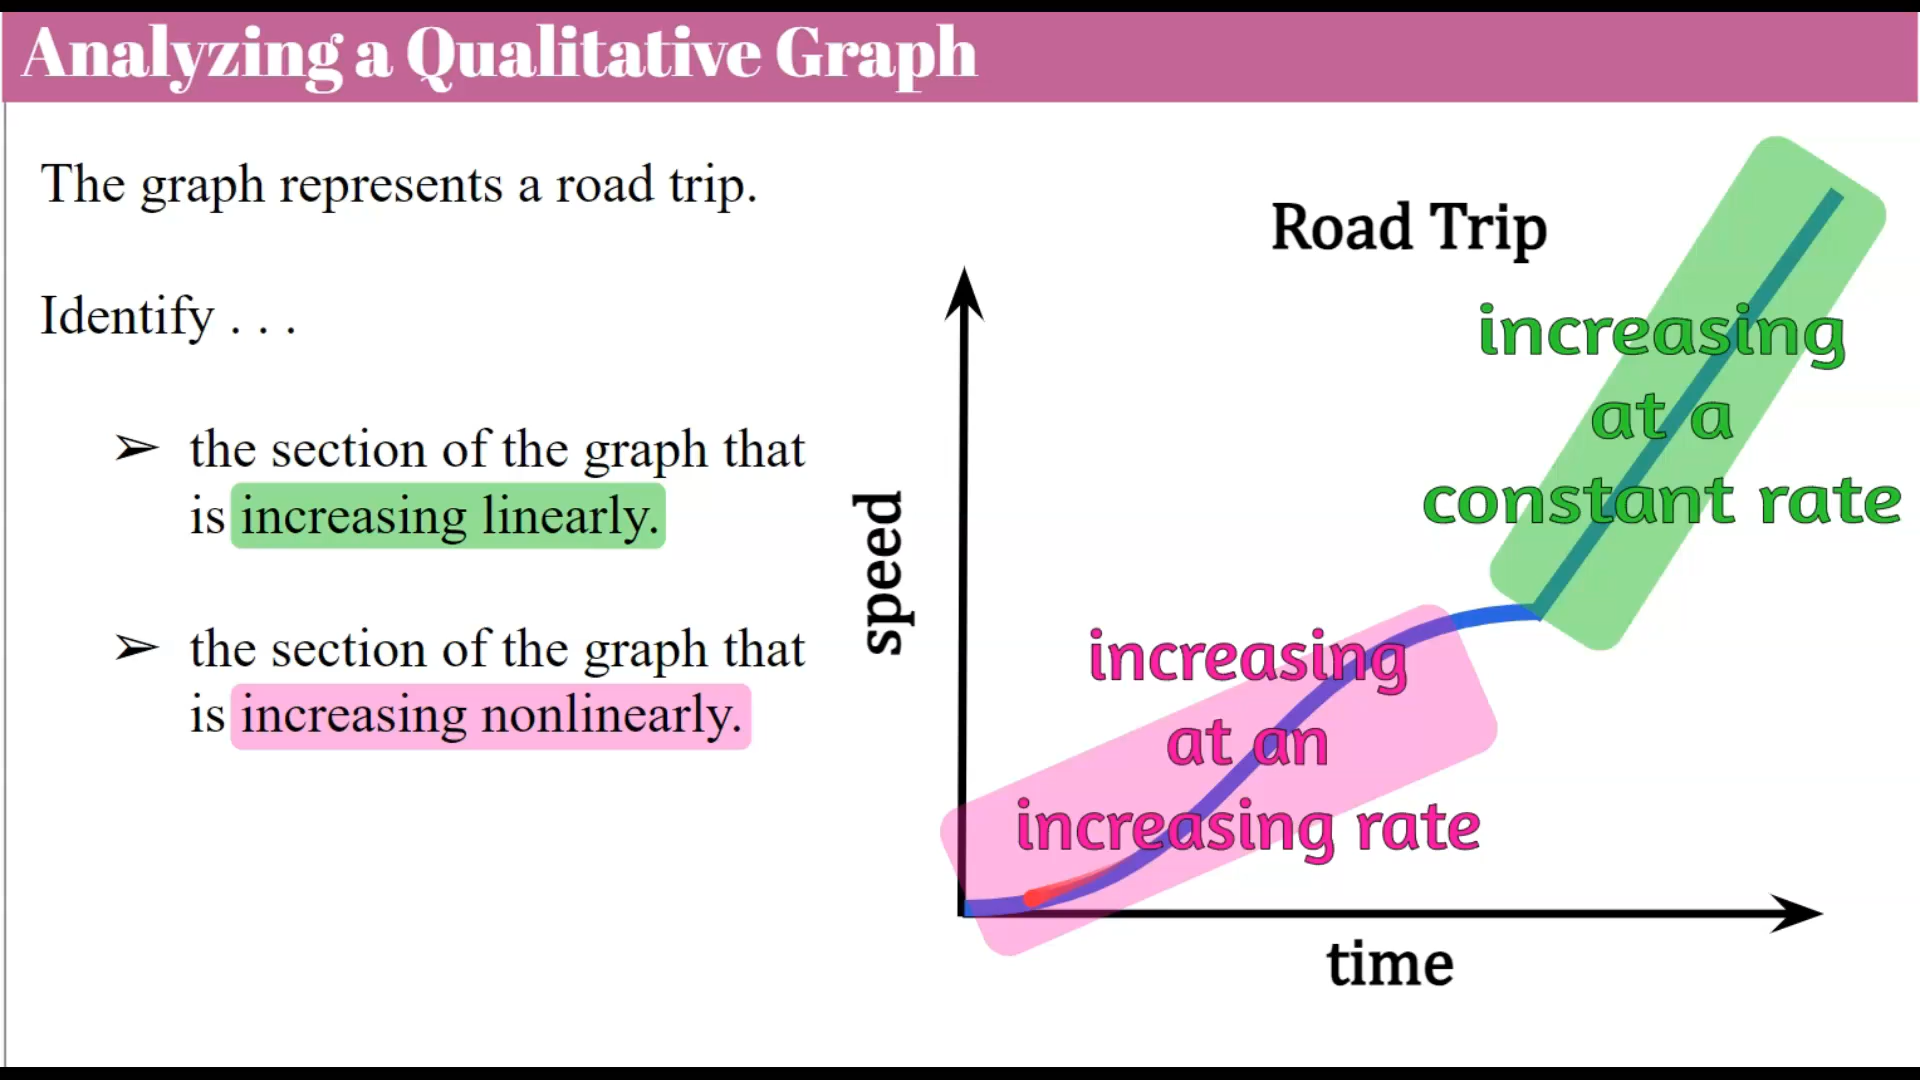 Analyzing a Qualitative Graph
The graph represents a road trip.
Identify . . .
➢ the section of the graph that
is increasing linearly.
➢ the section of the graph that
is increasing nonlinearly.
Road Trip
increasing
at a
constant rate
speed
increasing
at an
increasing rate
time